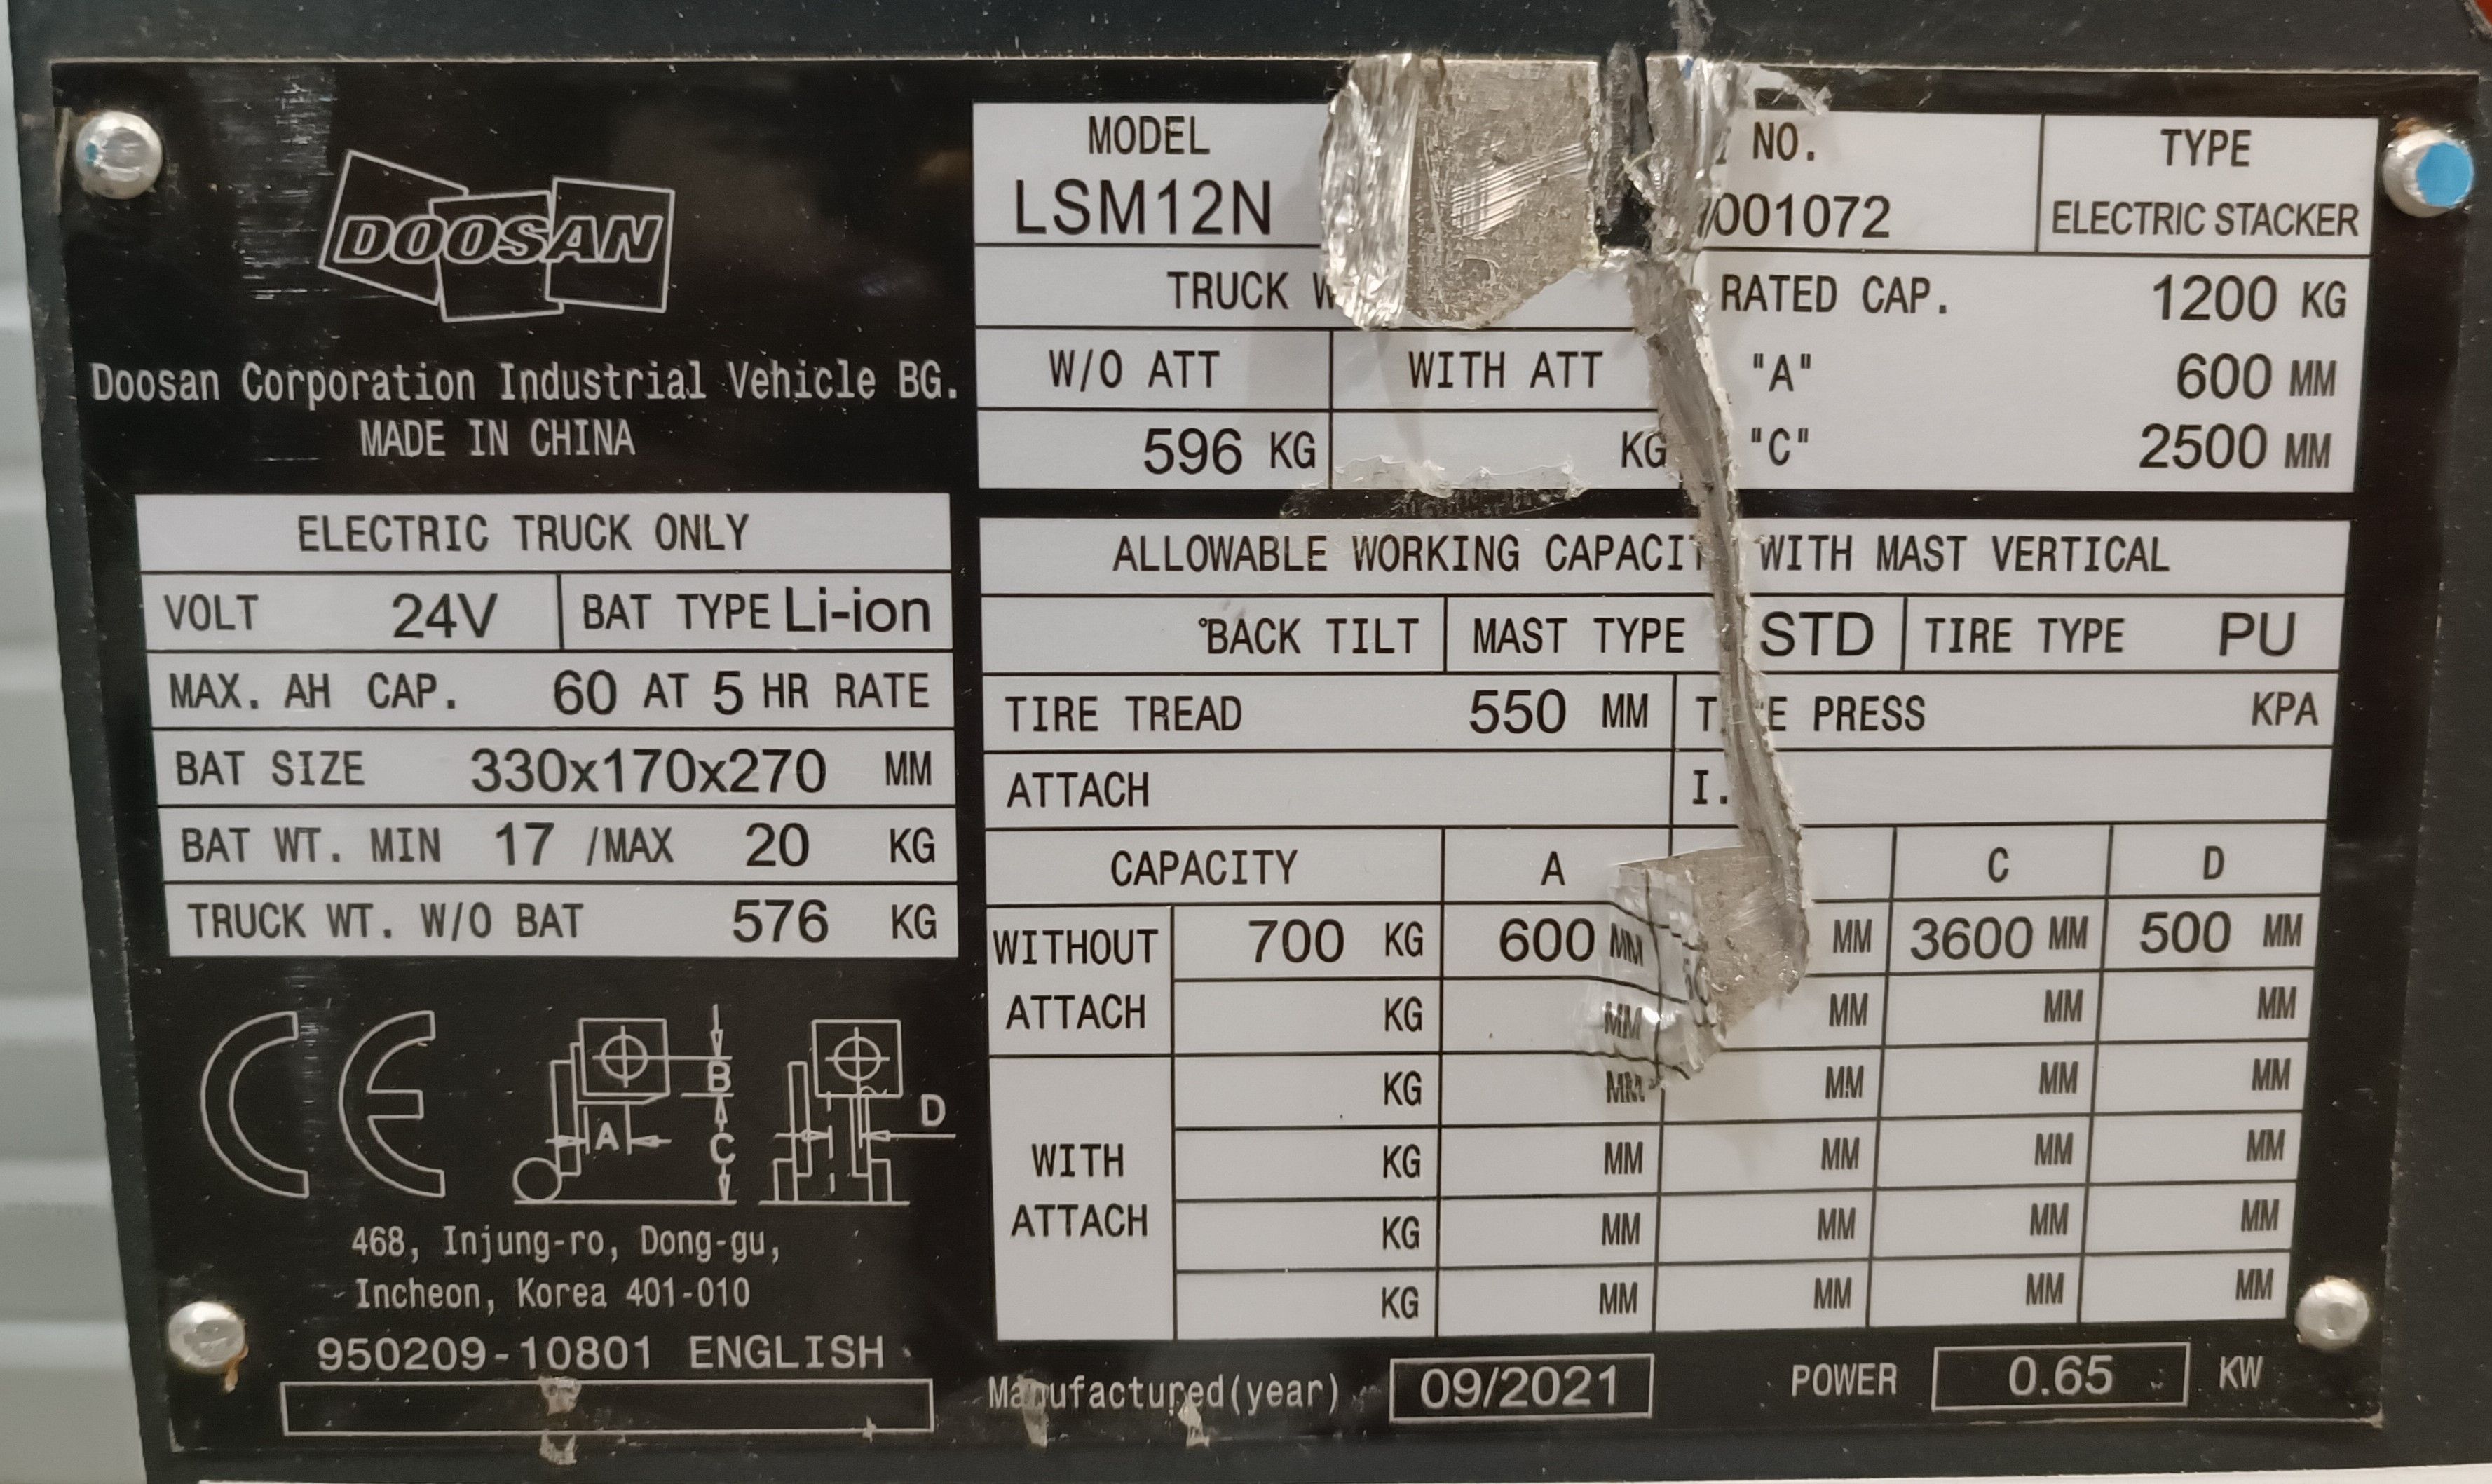 DOOSAN
Doosan Corporation Industrial Vehicle BG.
MADE IN CHINA
ELECTRIC TRUCK ONLY
VOLT 24V BAT TYPE Li-ion
MAX. AH CAP. 60 AT 5 HR RATE
BAT SIZE 330x170x270 MM
BAT WT. MIN 17 /MAX 20 KG
TRUCK WT. W/O BAT 576 KG
CE
A B C D
468, Injung-ro, Dong-gu,
Incheon, Korea 401-010
950209-10801 ENGLISH
MODEL NO. TYPE
LSM12N 001072 ELECTRIC STACKER
TRUCK RATED CAP. 1200 KG
W/O ATT WITH ATT "A" 600 MM
596 KG KG "C" 2500 MM
ALLOWABLE WORKING WITH MAST VERTICAL
°BACK TILT MAST TYPE STD TIRE TYPE PU
TIRE TREAD 550 MM PRESS KPA
ATTACH I.
CAPACITY A C D
WITHOUT ATTACH 700 KG 600 MM MM 3600 MM 500 MM
KG MM MM MM MM
WITH ATTACH KG MM MM MM MM
KG MM MM MM MM
KG MM MM MM MM
KG MM MM MM MM
Manufactured(year) 09/2021 POWER 0.65 KW